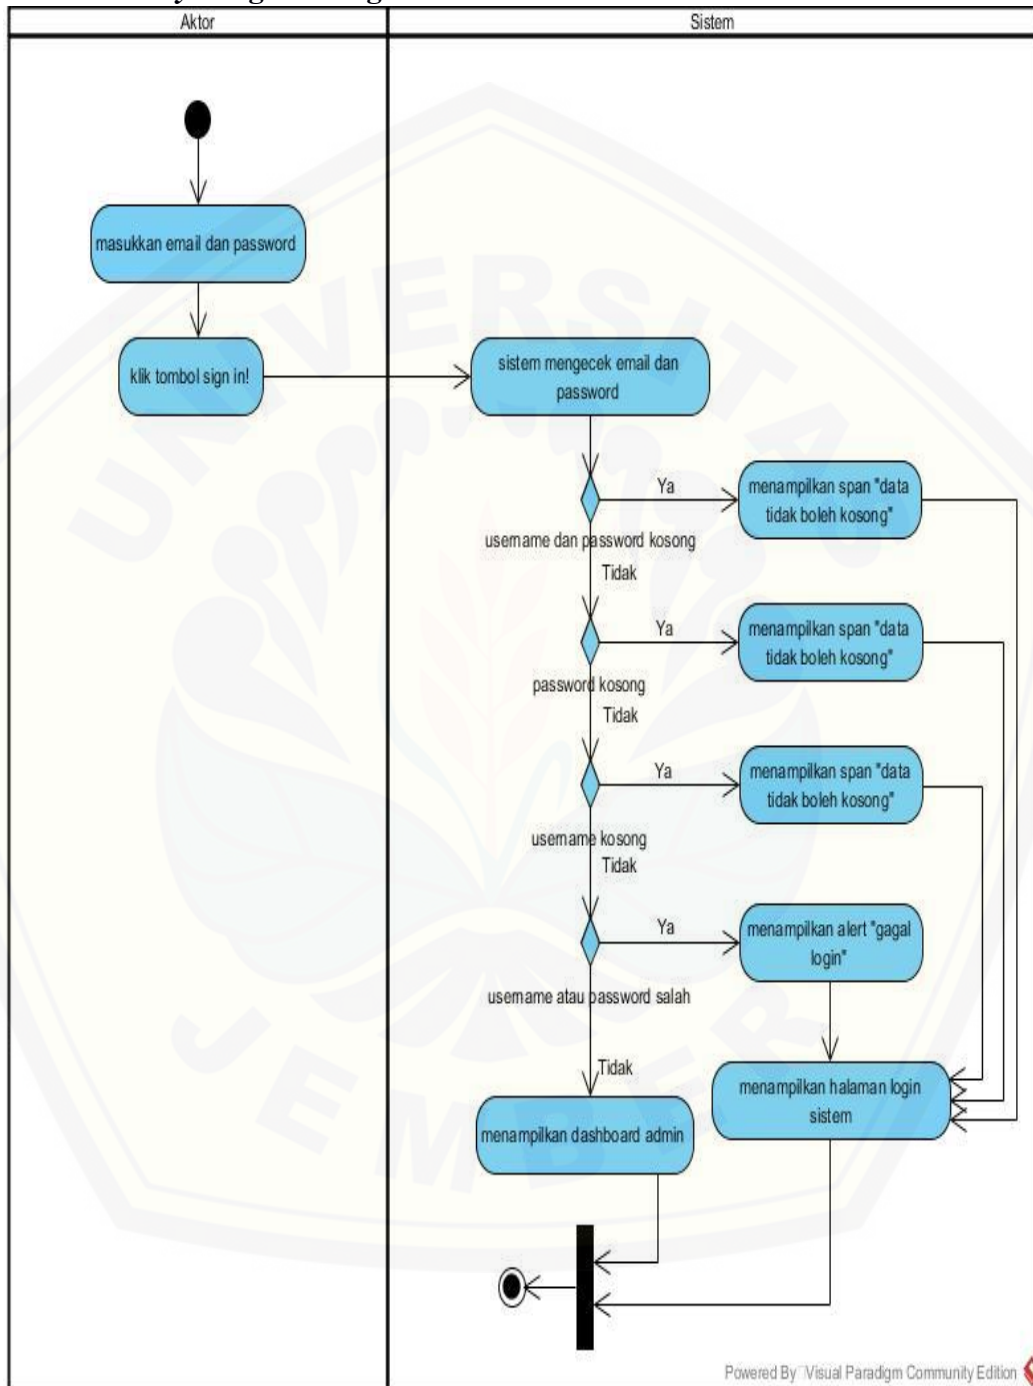 Aktor
Sistem
masukkan email dan password
klik tombol sign in!
sistem mengecek email dan
password
Ya
menampilkan span "data
tidak boleh kosong"
username dan password kosong
Tidak
Ya
menampilkan span "data
tidak boleh kosong"
password kosong
Tidak
Ya
menampilkan span "data
tidak boleh kosong"
username kosong
Tidak
Ya
menampilkan alert "gagal
login"
username atau password salah
Tidak
menampilkan halaman login
sistem
menampilkan dashboard admin
UNIVERSITAS
JEMBER
Powered By Visual Paradigm Community Edition